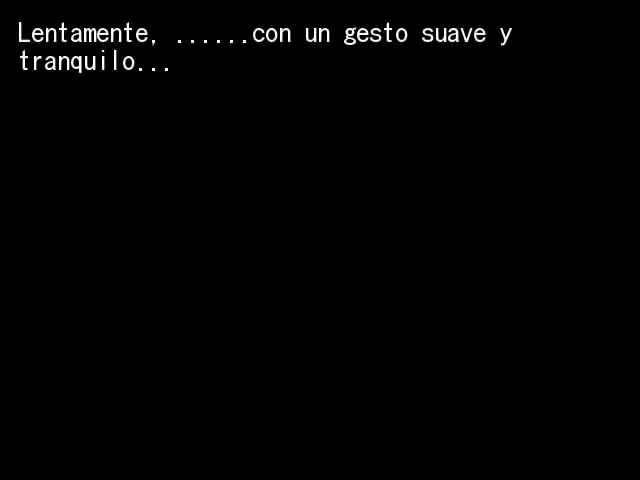 Lentamente, ......con un gesto suave y
tranquilo...